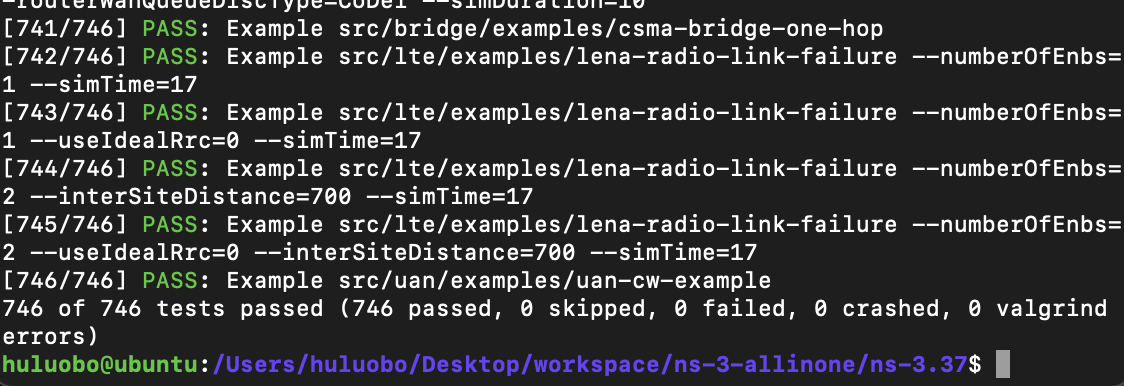 -routerWanQueueDiscType=CoDel --simDuration=10
[741/746] PASS: Example src/bridge/examples/csma-bridge-one-hop
[742/746] PASS: Example src/lte/examples/lena-radio-link-failure --numberOfEnbs=
1 --simTime=17
[743/746] PASS: Example src/lte/examples/lena-radio-link-failure --numberOfEnbs=
1 --useIdealRrc=0 --simTime=17
[744/746] PASS: Example src/lte/examples/lena-radio-link-failure --numberOfEnbs=
2 --interSiteDistance=700 --simTime=17
[745/746] PASS: Example src/lte/examples/lena-radio-link-failure --numberOfEnbs=
2 --useIdealRrc=0 --interSiteDistance=700 --simTime=17
[746/746] PASS: Example src/uan/examples/uan-cw-example
746 of 746 tests passed (746 passed, 0 skipped, 0 failed, 0 crashed, 0 valgrind
errors)
huluobo@ubuntu:/Users/huluobo/Desktop/workspace/ns-3-allinone/ns-3.37$